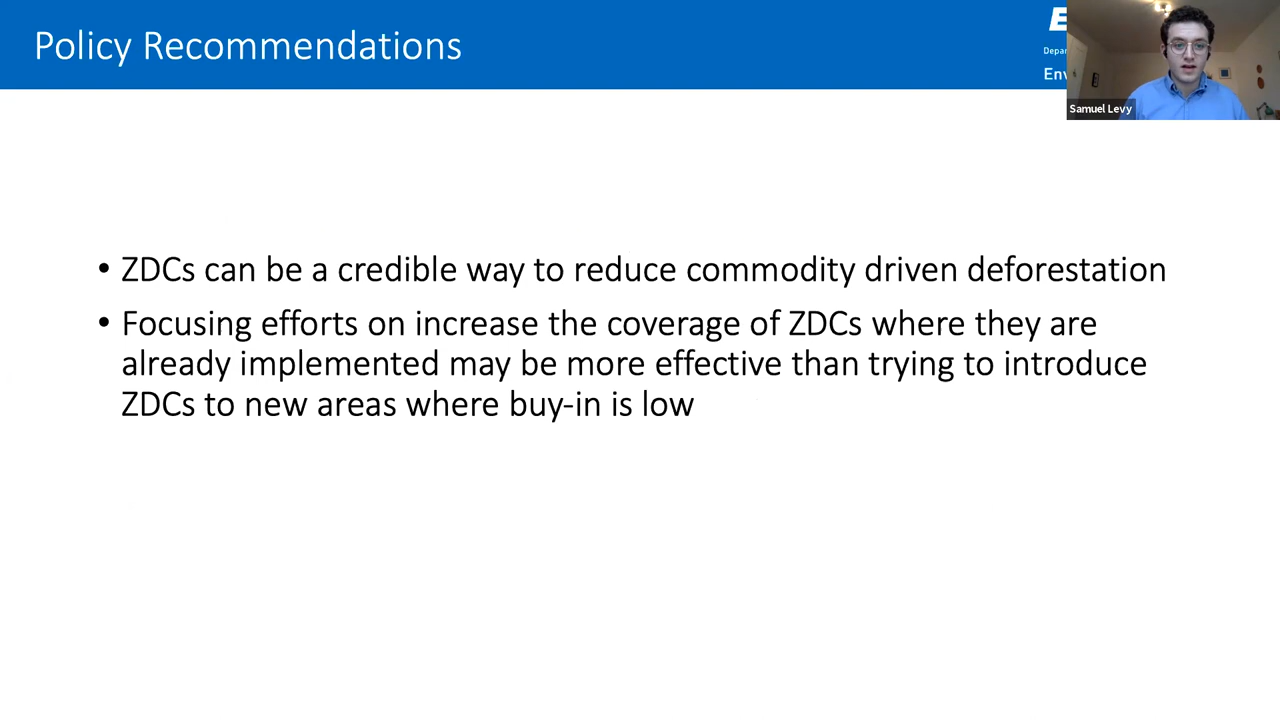 Policy Recommendations
E
Depar
Env
Samuel Levy
• ZDCs can be a credible way to reduce commodity driven deforestation
• Focusing efforts on increase the coverage of ZDCs where they are
already implemented may be more effective than trying to introduce
ZDCs to new areas where buy-in is low